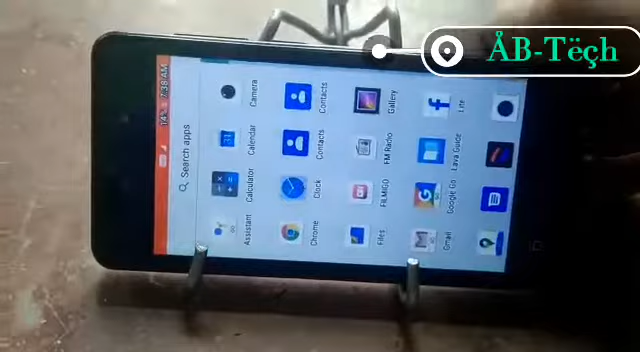 ÅB-Tëçh
14% 7:38 AM
Search apps
Assistant
Calculator
Calendar
Camera
Chrome
Clock
Contacts
Contacts
Files
FILMIGO
FM Radio
Gallery
Gmail
Google Go
Lava Guide
Lite